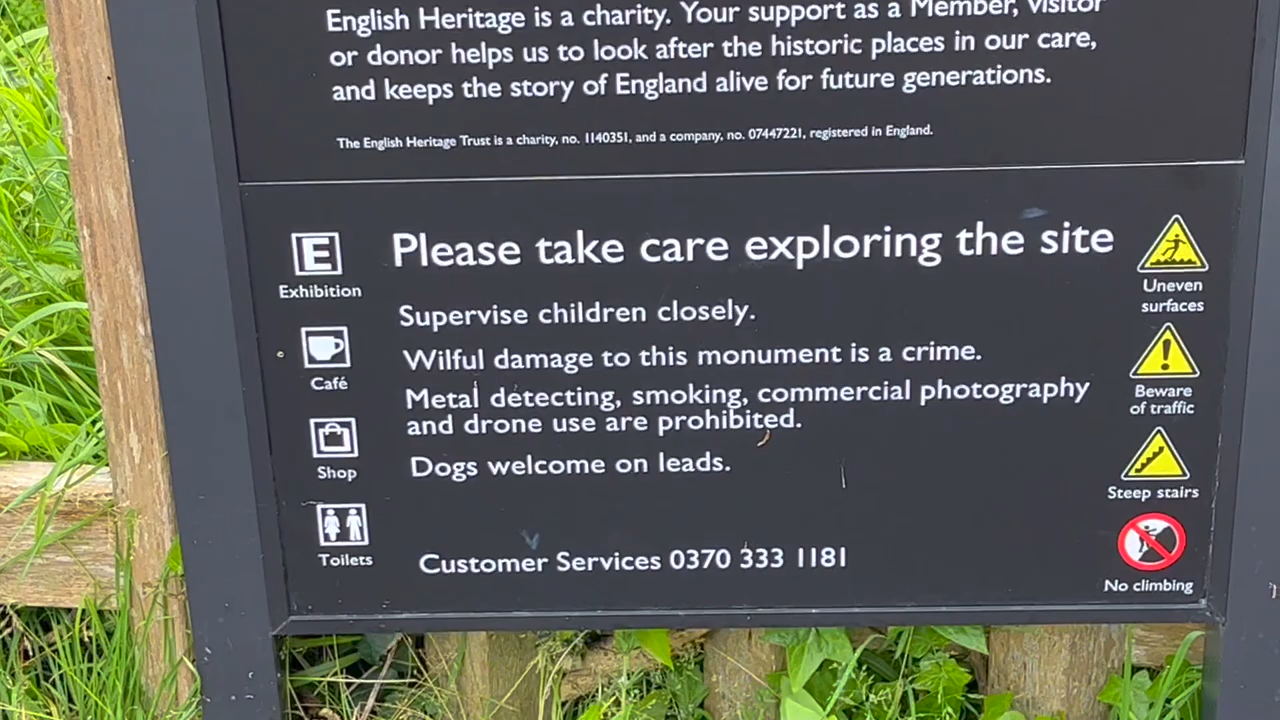 English Heritage is a charity. Your support as a Member, visitor
or donor helps us to look after the historic places in our care,
and keeps the story of England alive for future generations.
The English Heritage Trust is a charity, no. 1140351, and a company, no. 07447221, registered in England.
E
Exhibition
Café
Shop
Toilets
Please take care exploring the site
Supervise children closely.
Wilful damage to this monument is a crime.
Metal detecting, smoking, commercial photography
and drone use are prohibited.
Dogs welcome on leads.
Customer Services 0370 333 1181
Uneven
surfaces
!
Beware
of traffic
Steep stairs
No climbing